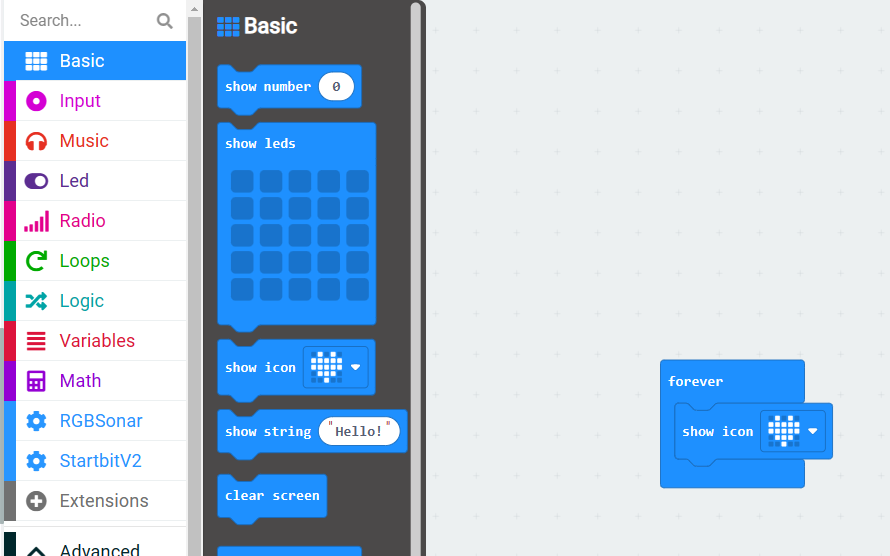 Search...
Basic
Input
Music
Led
Radio
Loops
Logic
Variables
Math
RGBSonar
StartbitV2
Extensions
Advanced
Basic
show number 0
show leds
show icon
show string "Hello!"
clear screen
forever
show icon